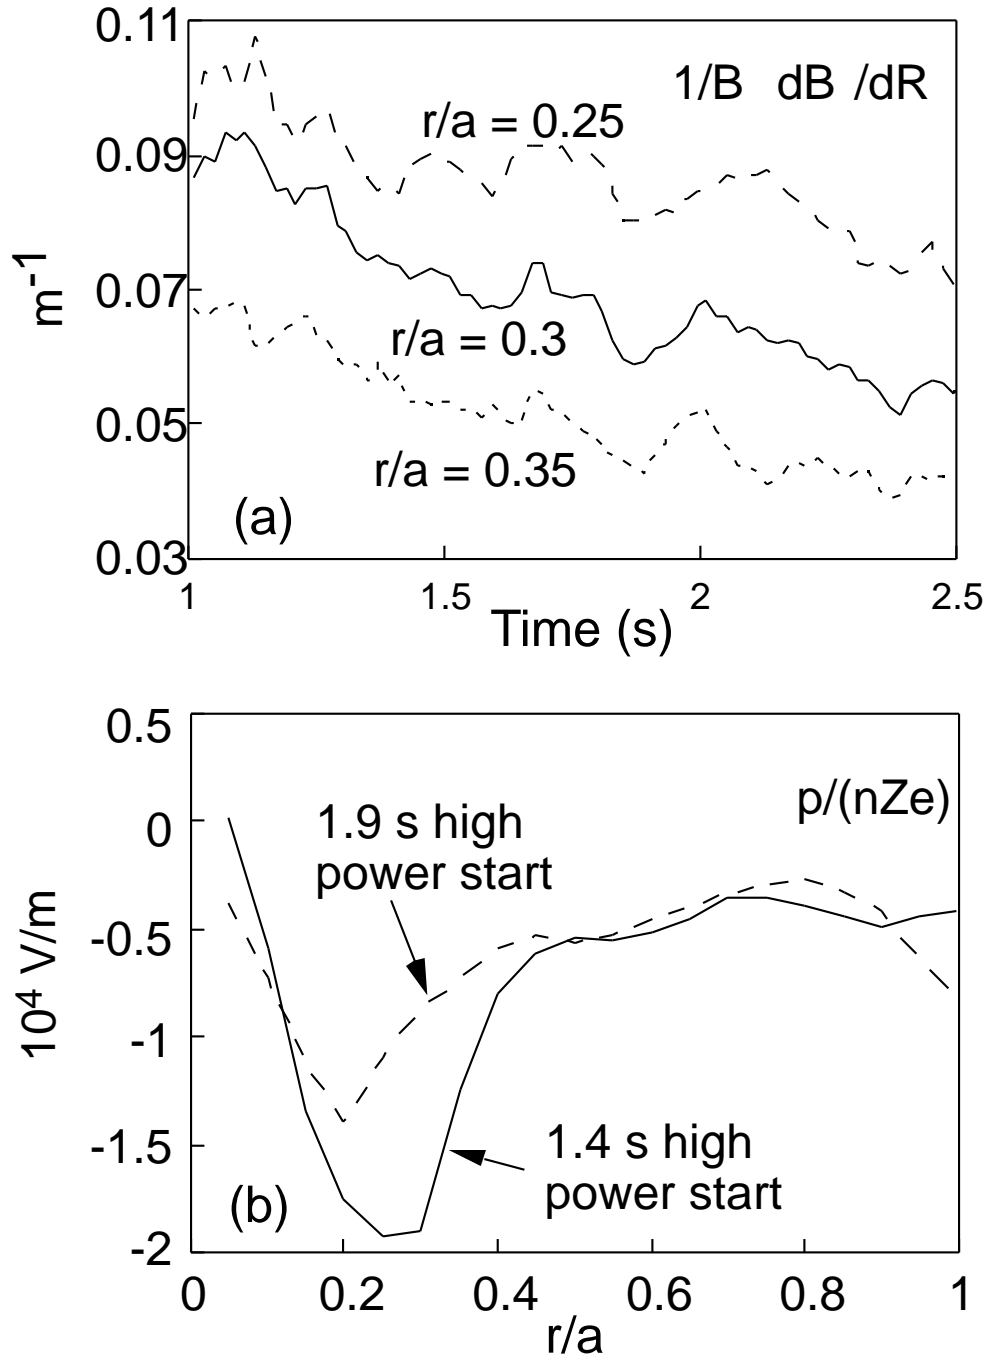 0.11
1/B dB /dR
r/a = 0.25
0.09
m-1
0.07
r/a = 0.3
0.05
r/a = 0.35
(a)
0.03
1 1.5 2 2.5
Time (s)
0.5
p/(nZe)
1.9 s high
power start
0
10⁴ V/m
-0.5
-1
-1.5
1.4 s high
power start
(b)
-2
0 0.2 0.4 0.6 0.8 1
r/a